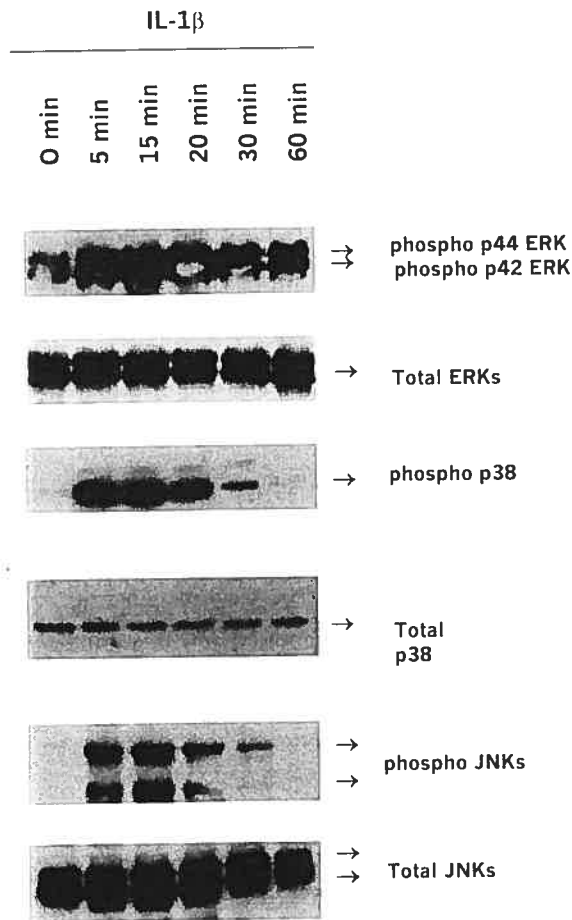 IL-1β
0 min
5 min
15 min
20 min
30 min
60 min
→ phospho p44 ERK
→ phospho p42 ERK
→ Total ERKs
→ phospho p38
→ Total
p38
→
→ phospho JNKs
→
→ Total JNKs